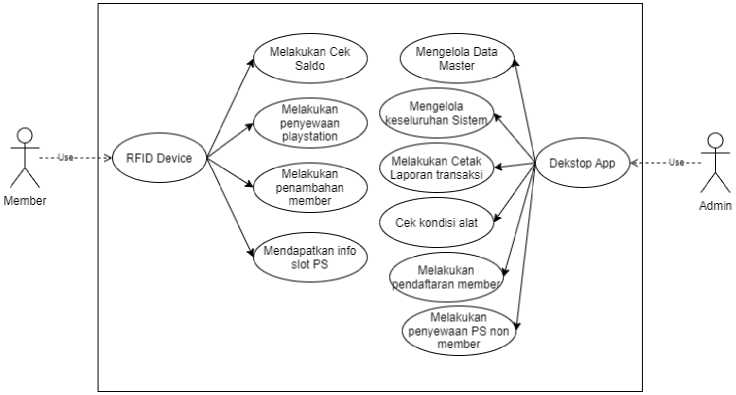 Member
Use
RFID Device
Melakukan Cek
Saldo
Melakukan
penyewaan
playstation
Melakukan
penambahan
member
Mendapatkan info
slot PS
Mengelola Data
Master
Mengelola
keseluruhan Sistem
Melakukan Cetak
Laporan transaksi
Cek kondisi alat
Melakukan
pendaftaran member
Melakukan
penyewaan PS non
member
Dekstop App
Use
Admin